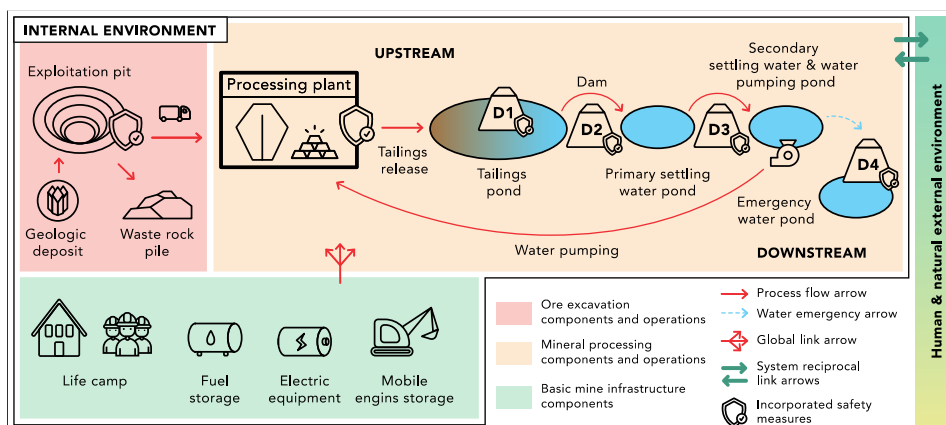 INTERNAL ENVIRONMENT
Exploitation pit
Geologic
deposit
Waste rock
pile
UPSTREAM
Processing plant
Tailings
release
D1
Tailings
pond
Dam
D2
Primary settling
water pond
D3
Secondary
settling water & water
pumping pond
Emergency
water pond
D4
Water pumping
DOWNSTREAM
Life camp
Fuel
storage
Electric
equipment
Mobile
engins storage
Ore excavation
components and operations
Mineral processing
components and operations
Basic mine infrastructure
components
Process flow arrow
Water emergency arrow
Global link arrow
System reciprocal
link arrows
Incorporated safety
measures
Human & natural external environment